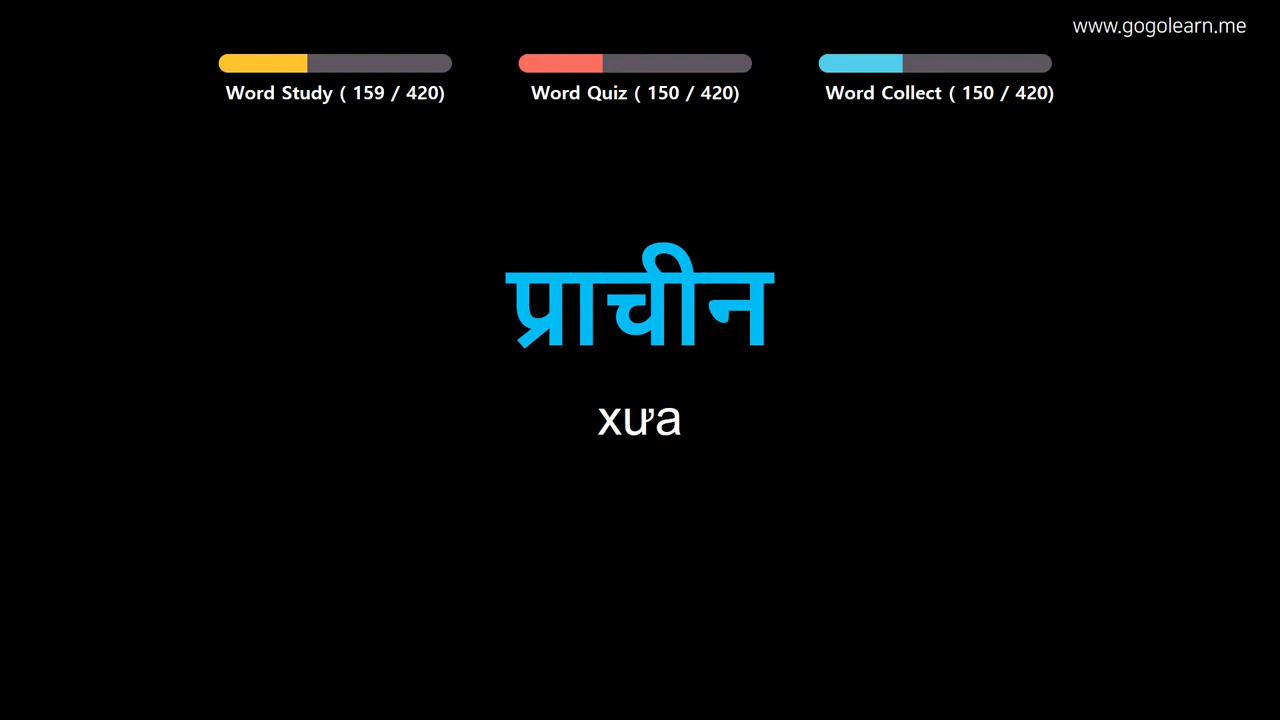 www.gogolearn.me
Word Study ( 159 / 420)
Word Quiz ( 150 / 420)
Word Collect ( 150 / 420)
प्राचीन
xưa